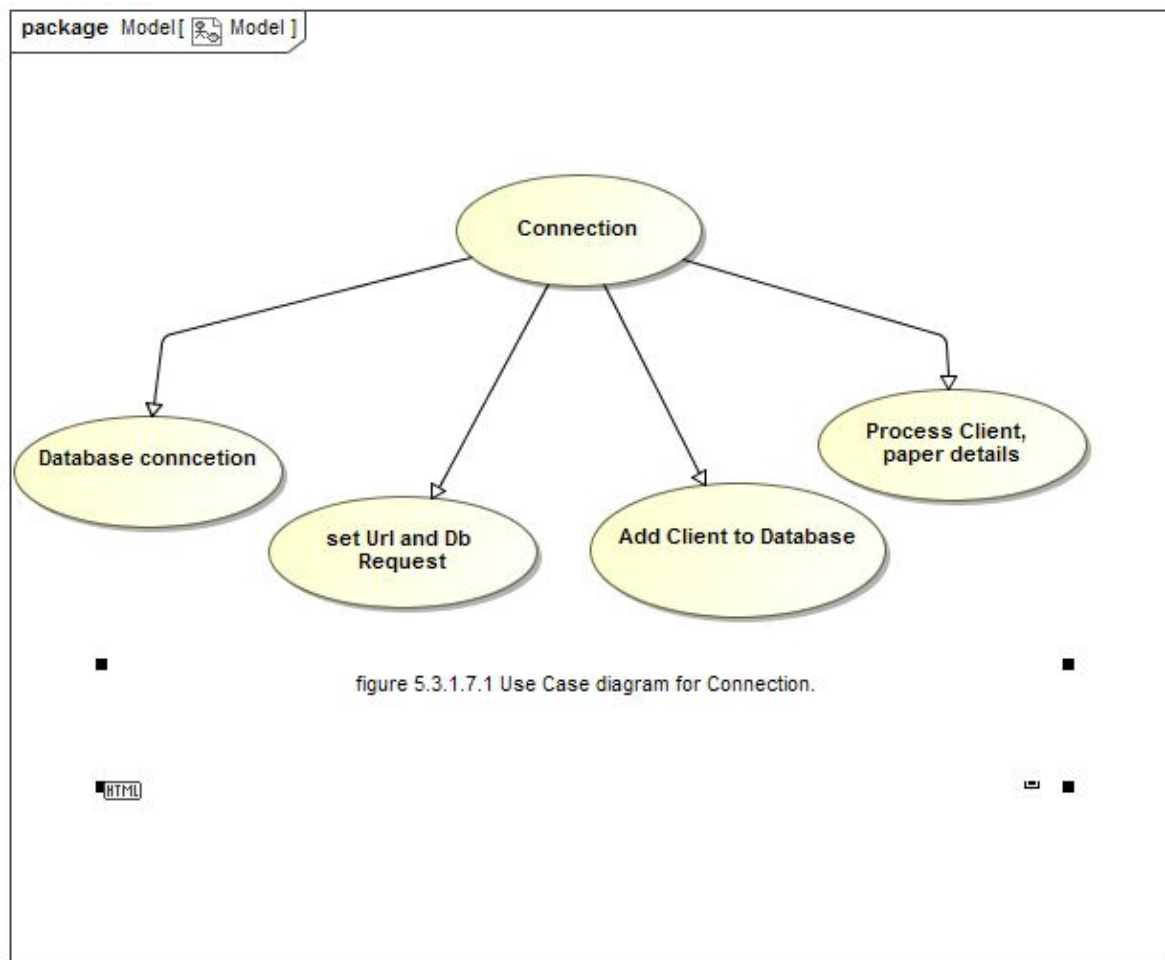 package Model[ Model ]
Connection
Database conncetion
set Url and Db
Request
Add Client to Database
Process Client,
paper details
figure 5.3.1.7.1 Use Case diagram for Connection.
HTML